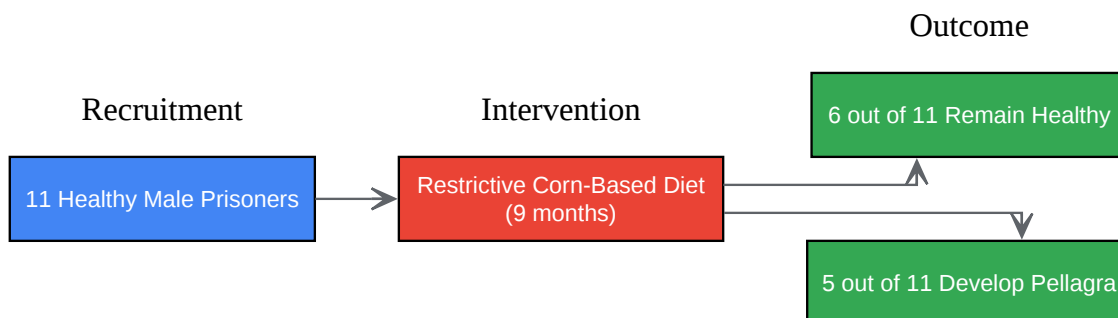 Recruitment
11 Healthy Male Prisoners
Intervention
Restrictive Corn-Based Diet
(9 months)
Outcome
6 out of 11 Remain Healthy
5 out of 11 Develop Pellagra